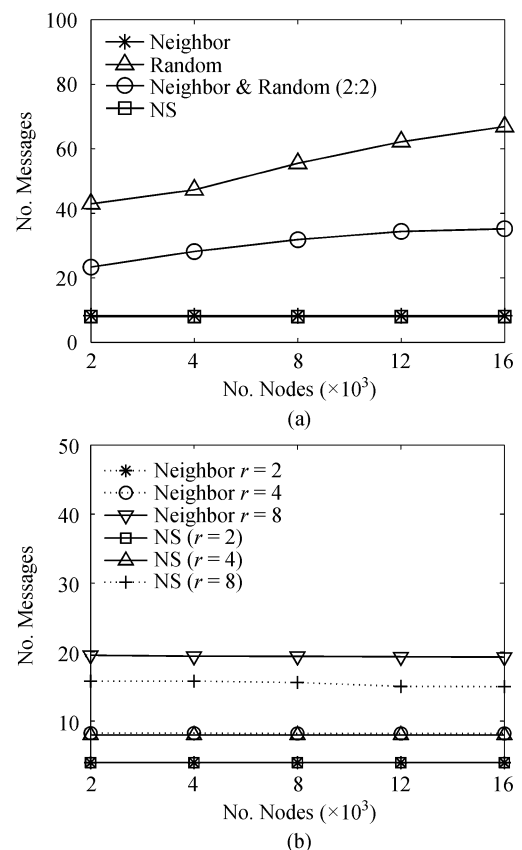 100
80
60
40
20
0
No. Messages
Neighbor
Random
Neighbor & Random (2:2)
NS
2 4 8 12 16
No. Nodes (×10³)
(a)
50
40
30
20
10
No. Messages
Neighbor r = 2
Neighbor r = 4
Neighbor r = 8
NS (r = 2)
NS (r = 4)
NS (r = 8)
2 4 8 12 16
No. Nodes (×10³)
(b)